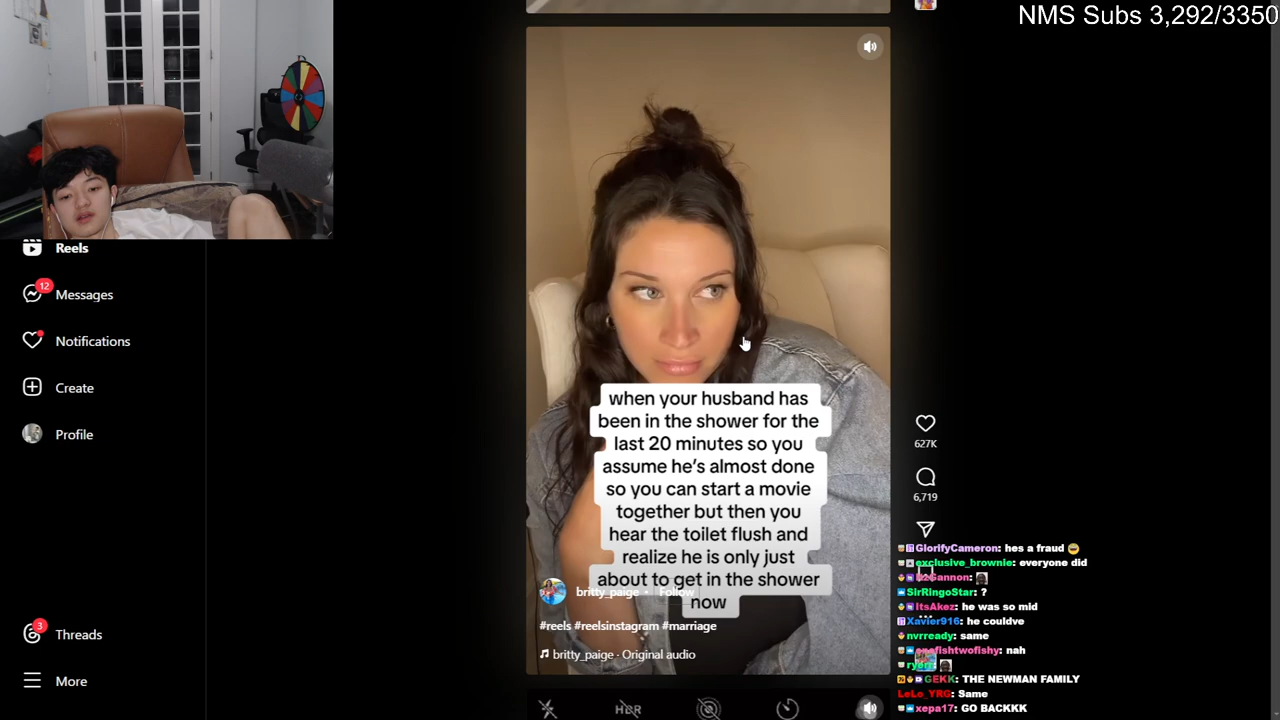 NMS Subs 3,292/3350
Reels
12
Messages
Notifications
Create
Profile
3
Threads
More
when your husband has
been in the shower for the
last 20 minutes so you
assume he's almost done
so you can start a movie
together but then you
hear the toilet flush and
realize he is only just
about to get in the shower
now
britty_paige • Follow
#reels #reelsinstagram #marriage
britty_paige · Original audio
HDR
627K
6,719
GlorifyCameron: hes a fraud
exclusive_brownie: everyone did
SirRingoStar: ?
ItsAkez: he was so mid
Xavier916: he couldve
nvrready: same
nah
GEKK: THE NEWMAN FAMILY
LeLo_YRG: Same
xepa17: GO BACKKK